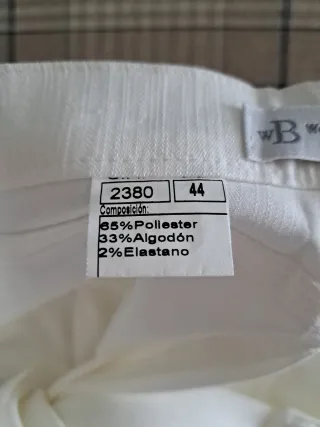 wB
2380 44
Composición:
65%Poliester
33%Algodón
2%Elastano